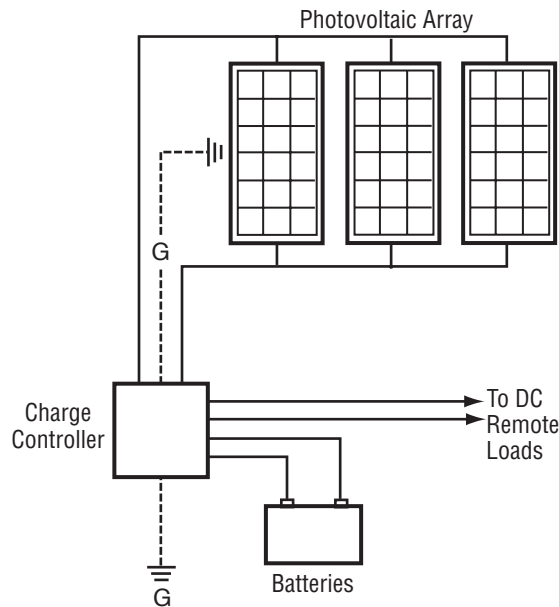 Photovoltaic Array
G
Charge
Controller
To DC
Remote
Loads
G
Batteries